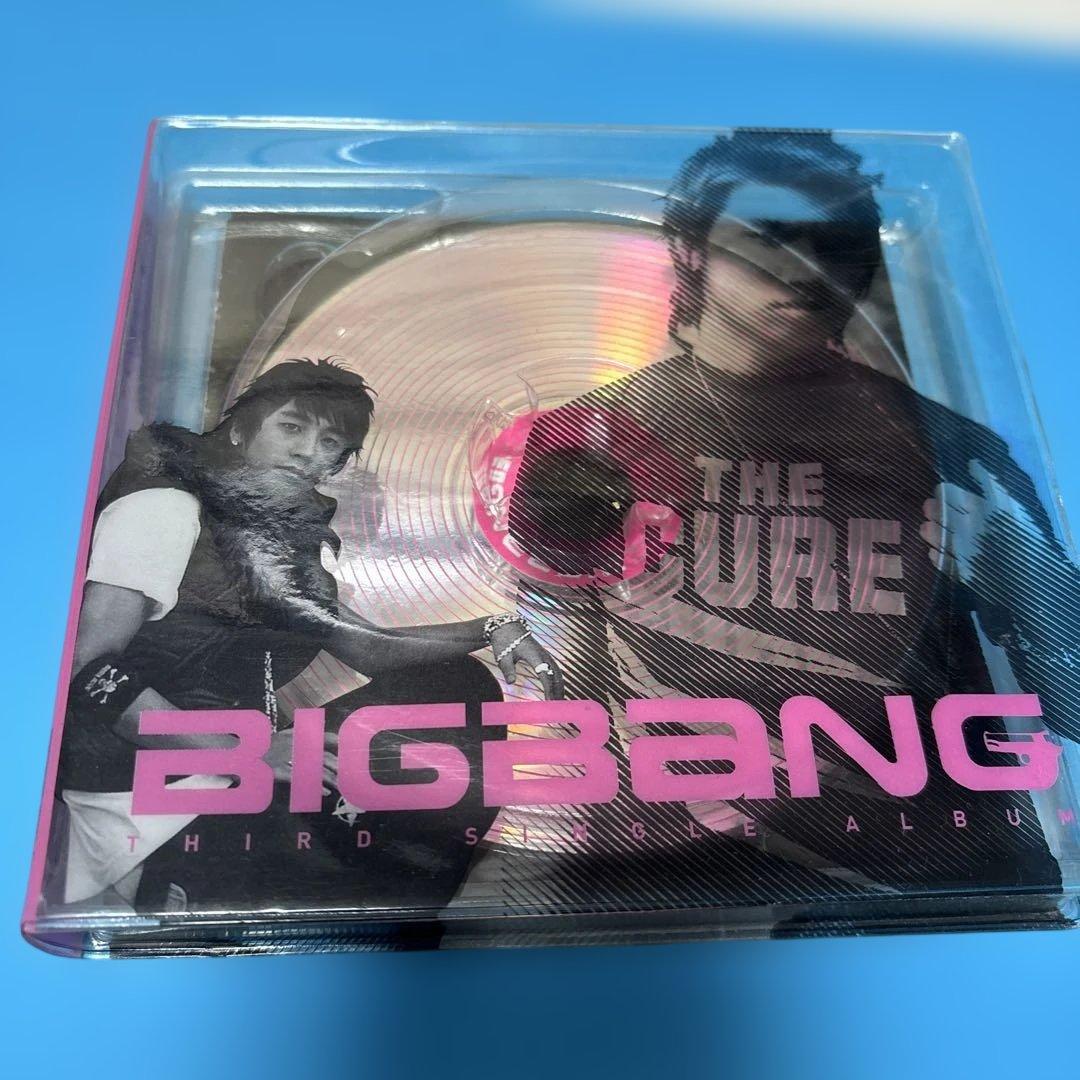 THE
CURE
BIGBANG
THIRD SINGLE ALBUM